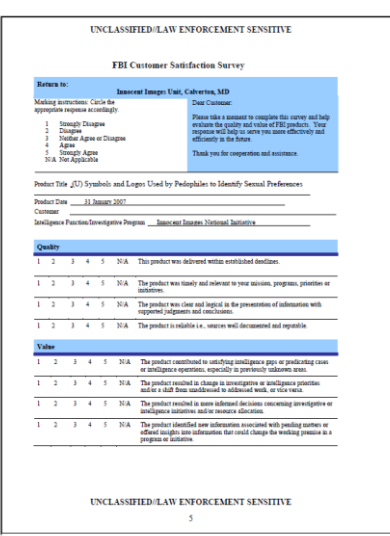 UNCLASSIFIED//LAW ENFORCEMENT SENSITIVE
FBI Customer Satisfaction Survey
Return to:
Innocent Images Unit, Calverton, MD
Marking instructions: Circle the
appropriate response accordingly.
1 Strongly Disagree
2 Disagree
3 Neither Agree or Disagree
4 Agree
5 Strongly Agree
N/A Not Applicable
Dear Customer:
Please take a moment to complete this survey and help
evaluate the quality and value of FBI products. Your
response will help us serve you more effectively and
efficiently in the future.
Thank you for cooperation and assistance.
Product Title (U) Symbols and Logos Used by Pedophiles to Identify Sexual Preferences
Product Date 31 January 2007
Customer
Intelligence Function/Investigative Program Innocent Images National Initiative
Quality
1 2 3 4 5 N/A This product was delivered within established deadlines.
1 2 3 4 5 N/A The product was timely and relevant to your mission, programs, priorities or
initiatives.
1 2 3 4 5 N/A The product was clear and logical in the presentation of information with
supported judgments and conclusions.
1 2 3 4 5 N/A The product is reliable i.e., sources well documented and reputable.
Value
1 2 3 4 5 N/A The product contributed to satisfying intelligence gaps or predicating cases
or intelligence operations, especially in previously unknown areas.
1 2 3 4 5 N/A The product resulted in change in investigative or intelligence priorities
and/or a shift from unaddressed to addressed work, or vice versa.
1 2 3 4 5 N/A The product resulted in more informed decisions concerning investigative or
intelligence initiatives and/or resource allocation.
1 2 3 4 5 N/A The product identified new information associated with pending matters or
offered insights into information that could change the working premise in a
program or initiative.
UNCLASSIFIED//LAW ENFORCEMENT SENSITIVE
5